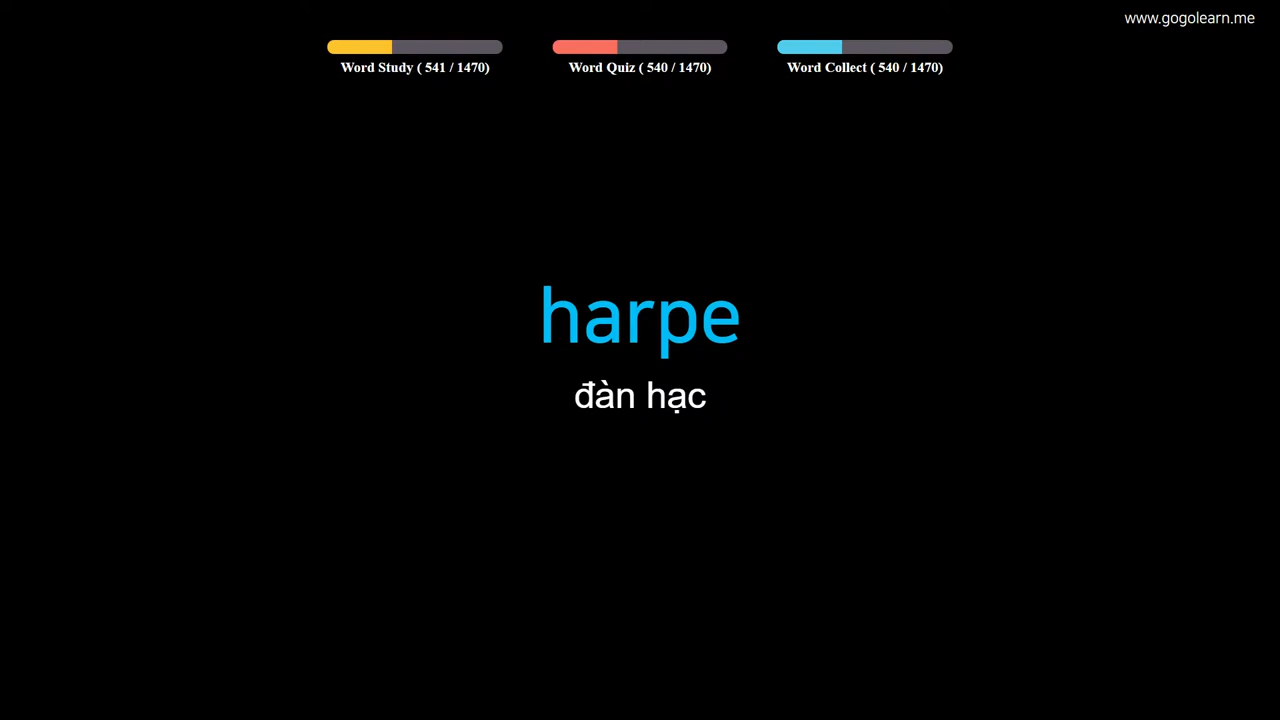 www.gogolearn.me
Word Study ( 541 / 1470)
Word Quiz ( 540 / 1470)
Word Collect ( 540 / 1470)
harpe
đàn hạc